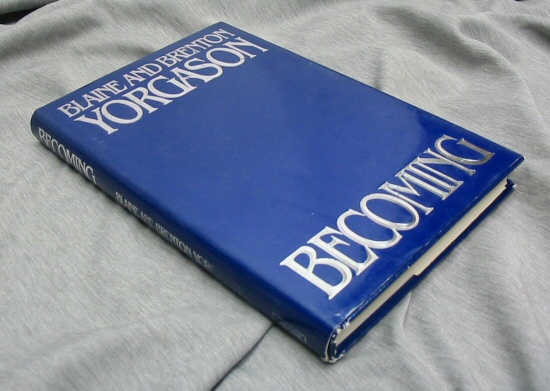 BLAINE AND BRENTON
YORGASON
BECOMING
BECOMING
BLAINE AND BRENTON